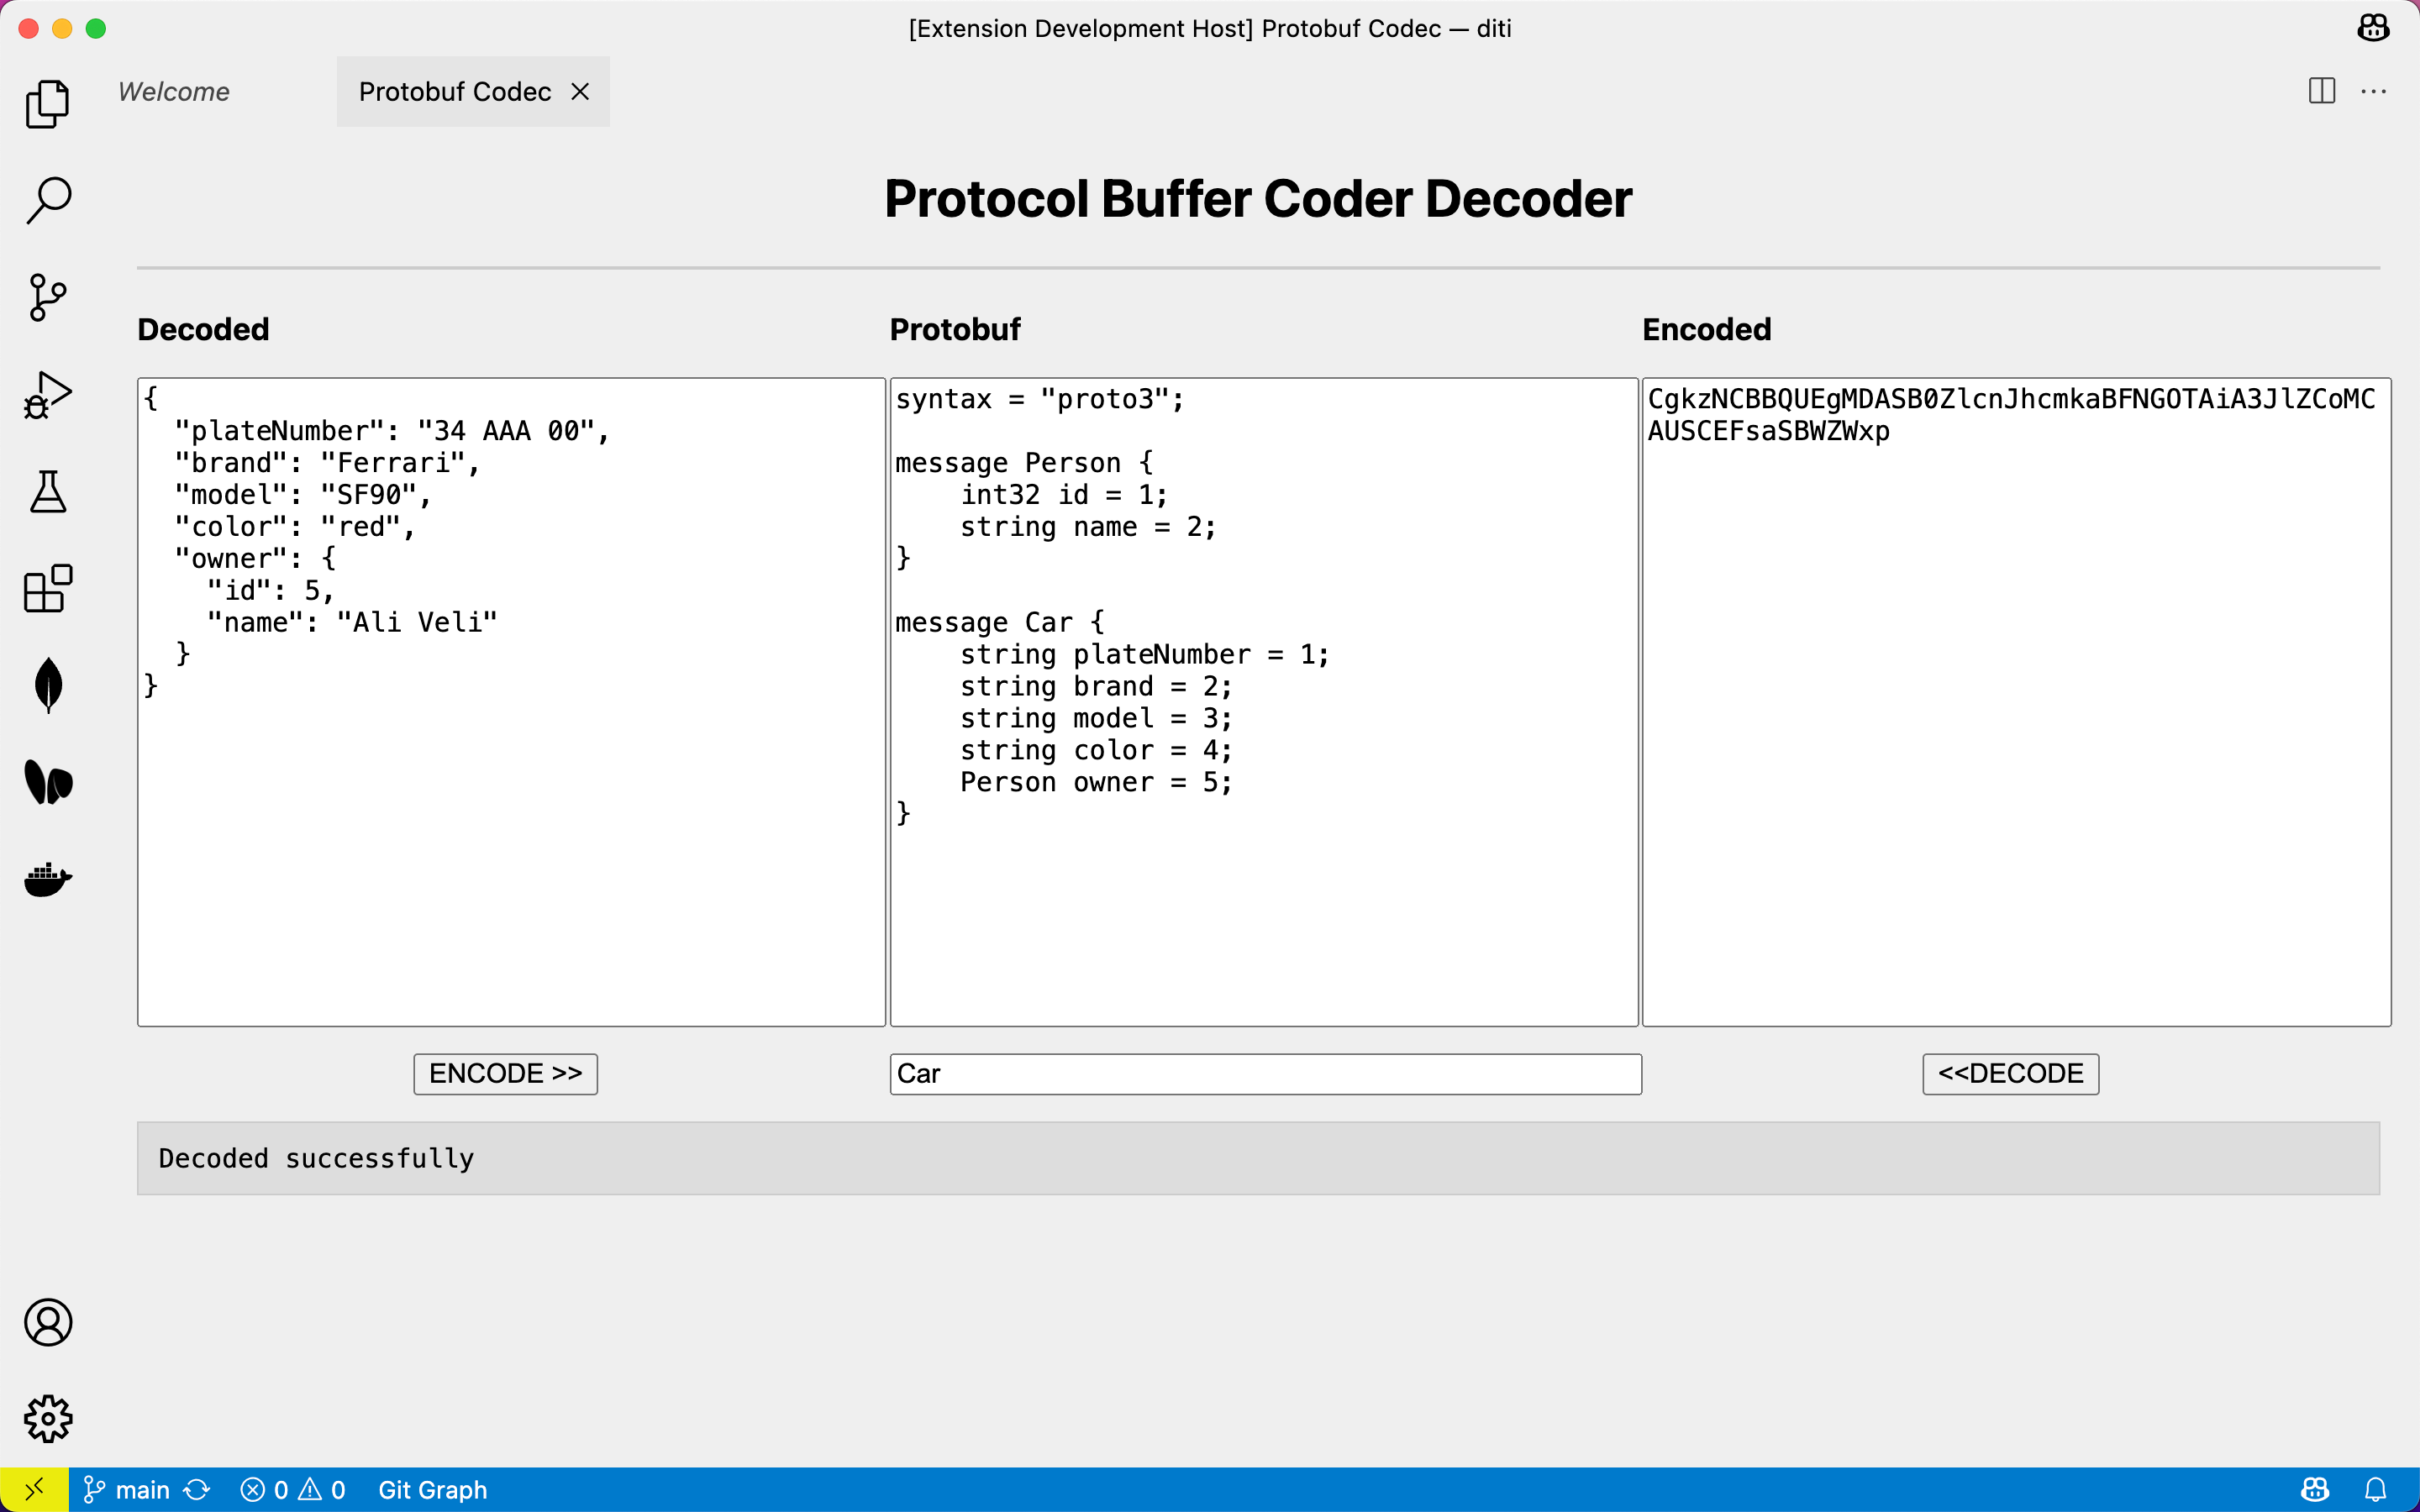 [Extension Development Host] Protobuf Codec — diti
Welcome
Protobuf Codec
Protocol Buffer Coder Decoder
Decoded
{
  "plateNumber": "34 AAA 00",
  "brand": "Ferrari",
  "model": "SF90",
  "color": "red",
  "owner": {
    "id": 5,
    "name": "Ali Veli"
  }
}
Protobuf
syntax = "proto3";
message Person {
    int32 id = 1;
    string name = 2;
}
message Car {
    string plateNumber = 1;
    string brand = 2;
    string model = 3;
    string color = 4;
    Person owner = 5;
}
Encoded
CgkzNCBBQUEgMDASB0ZlcnJhcmkaBFNGOTAiA3JlZCoMC
AUSCEFsaSBWZWxp
ENCODE >>
Car
<<DECODE
Decoded successfully
main 0 0 Git Graph